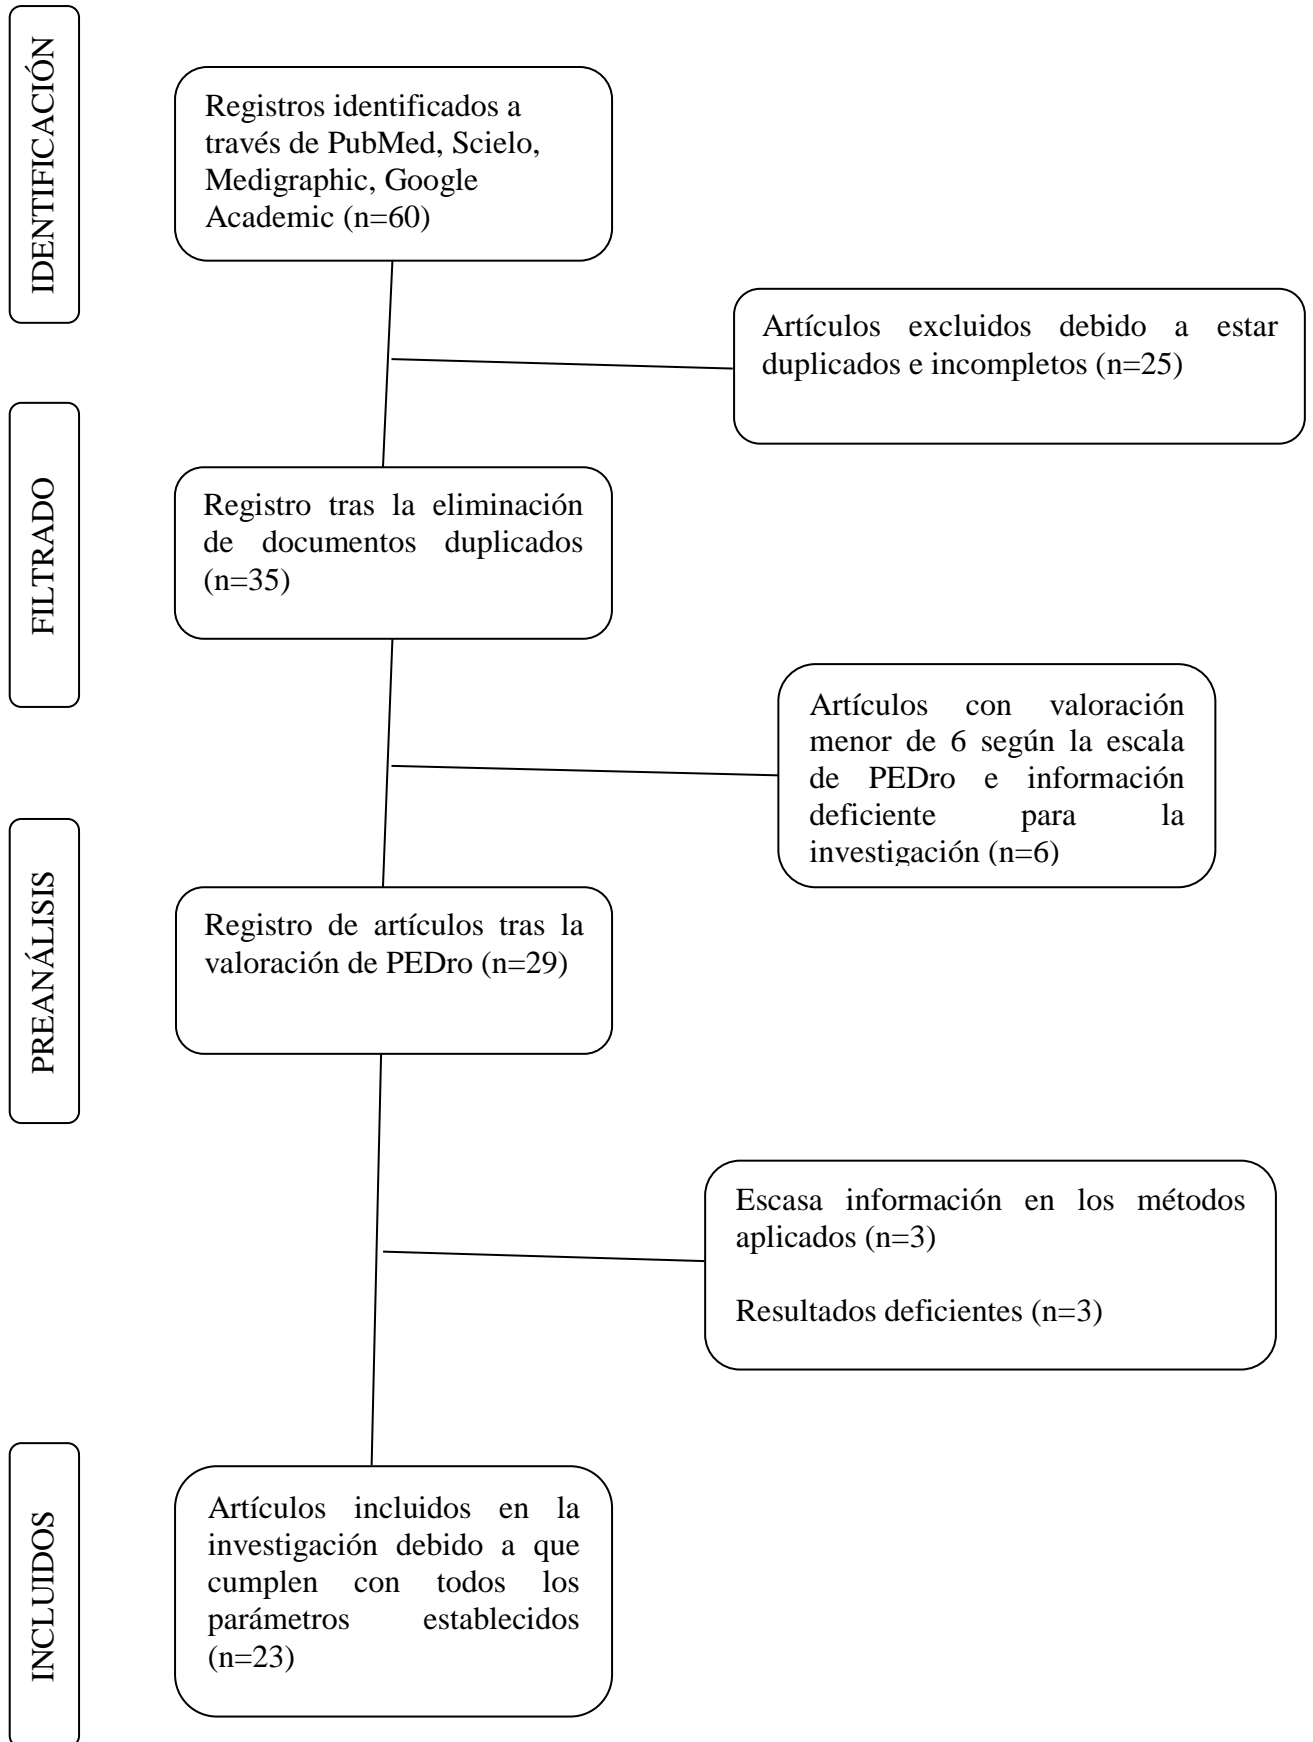 IDENTIFICACIÓN
Registros identificados a
través de PubMed, Scielo,
Medigraphic, Google
Academic (n=60)
Artículos excluidos debido a estar
duplicados e incompletos (n=25)
FILTRADO
Registro tras la eliminación
de documentos duplicados
(n=35)
Artículos con valoración
menor de 6 según la escala
de PEDro e información
deficiente para la
investigación (n=6)
PREANÁLISIS
Registro de artículos tras la
valoración de PEDro (n=29)
Escasa información en los métodos
aplicados (n=3)
Resultados deficientes (n=3)
INCLUIDOS
Artículos incluidos en la
investigación debido a que
cumplen con todos los
parámetros establecidos
(n=23)